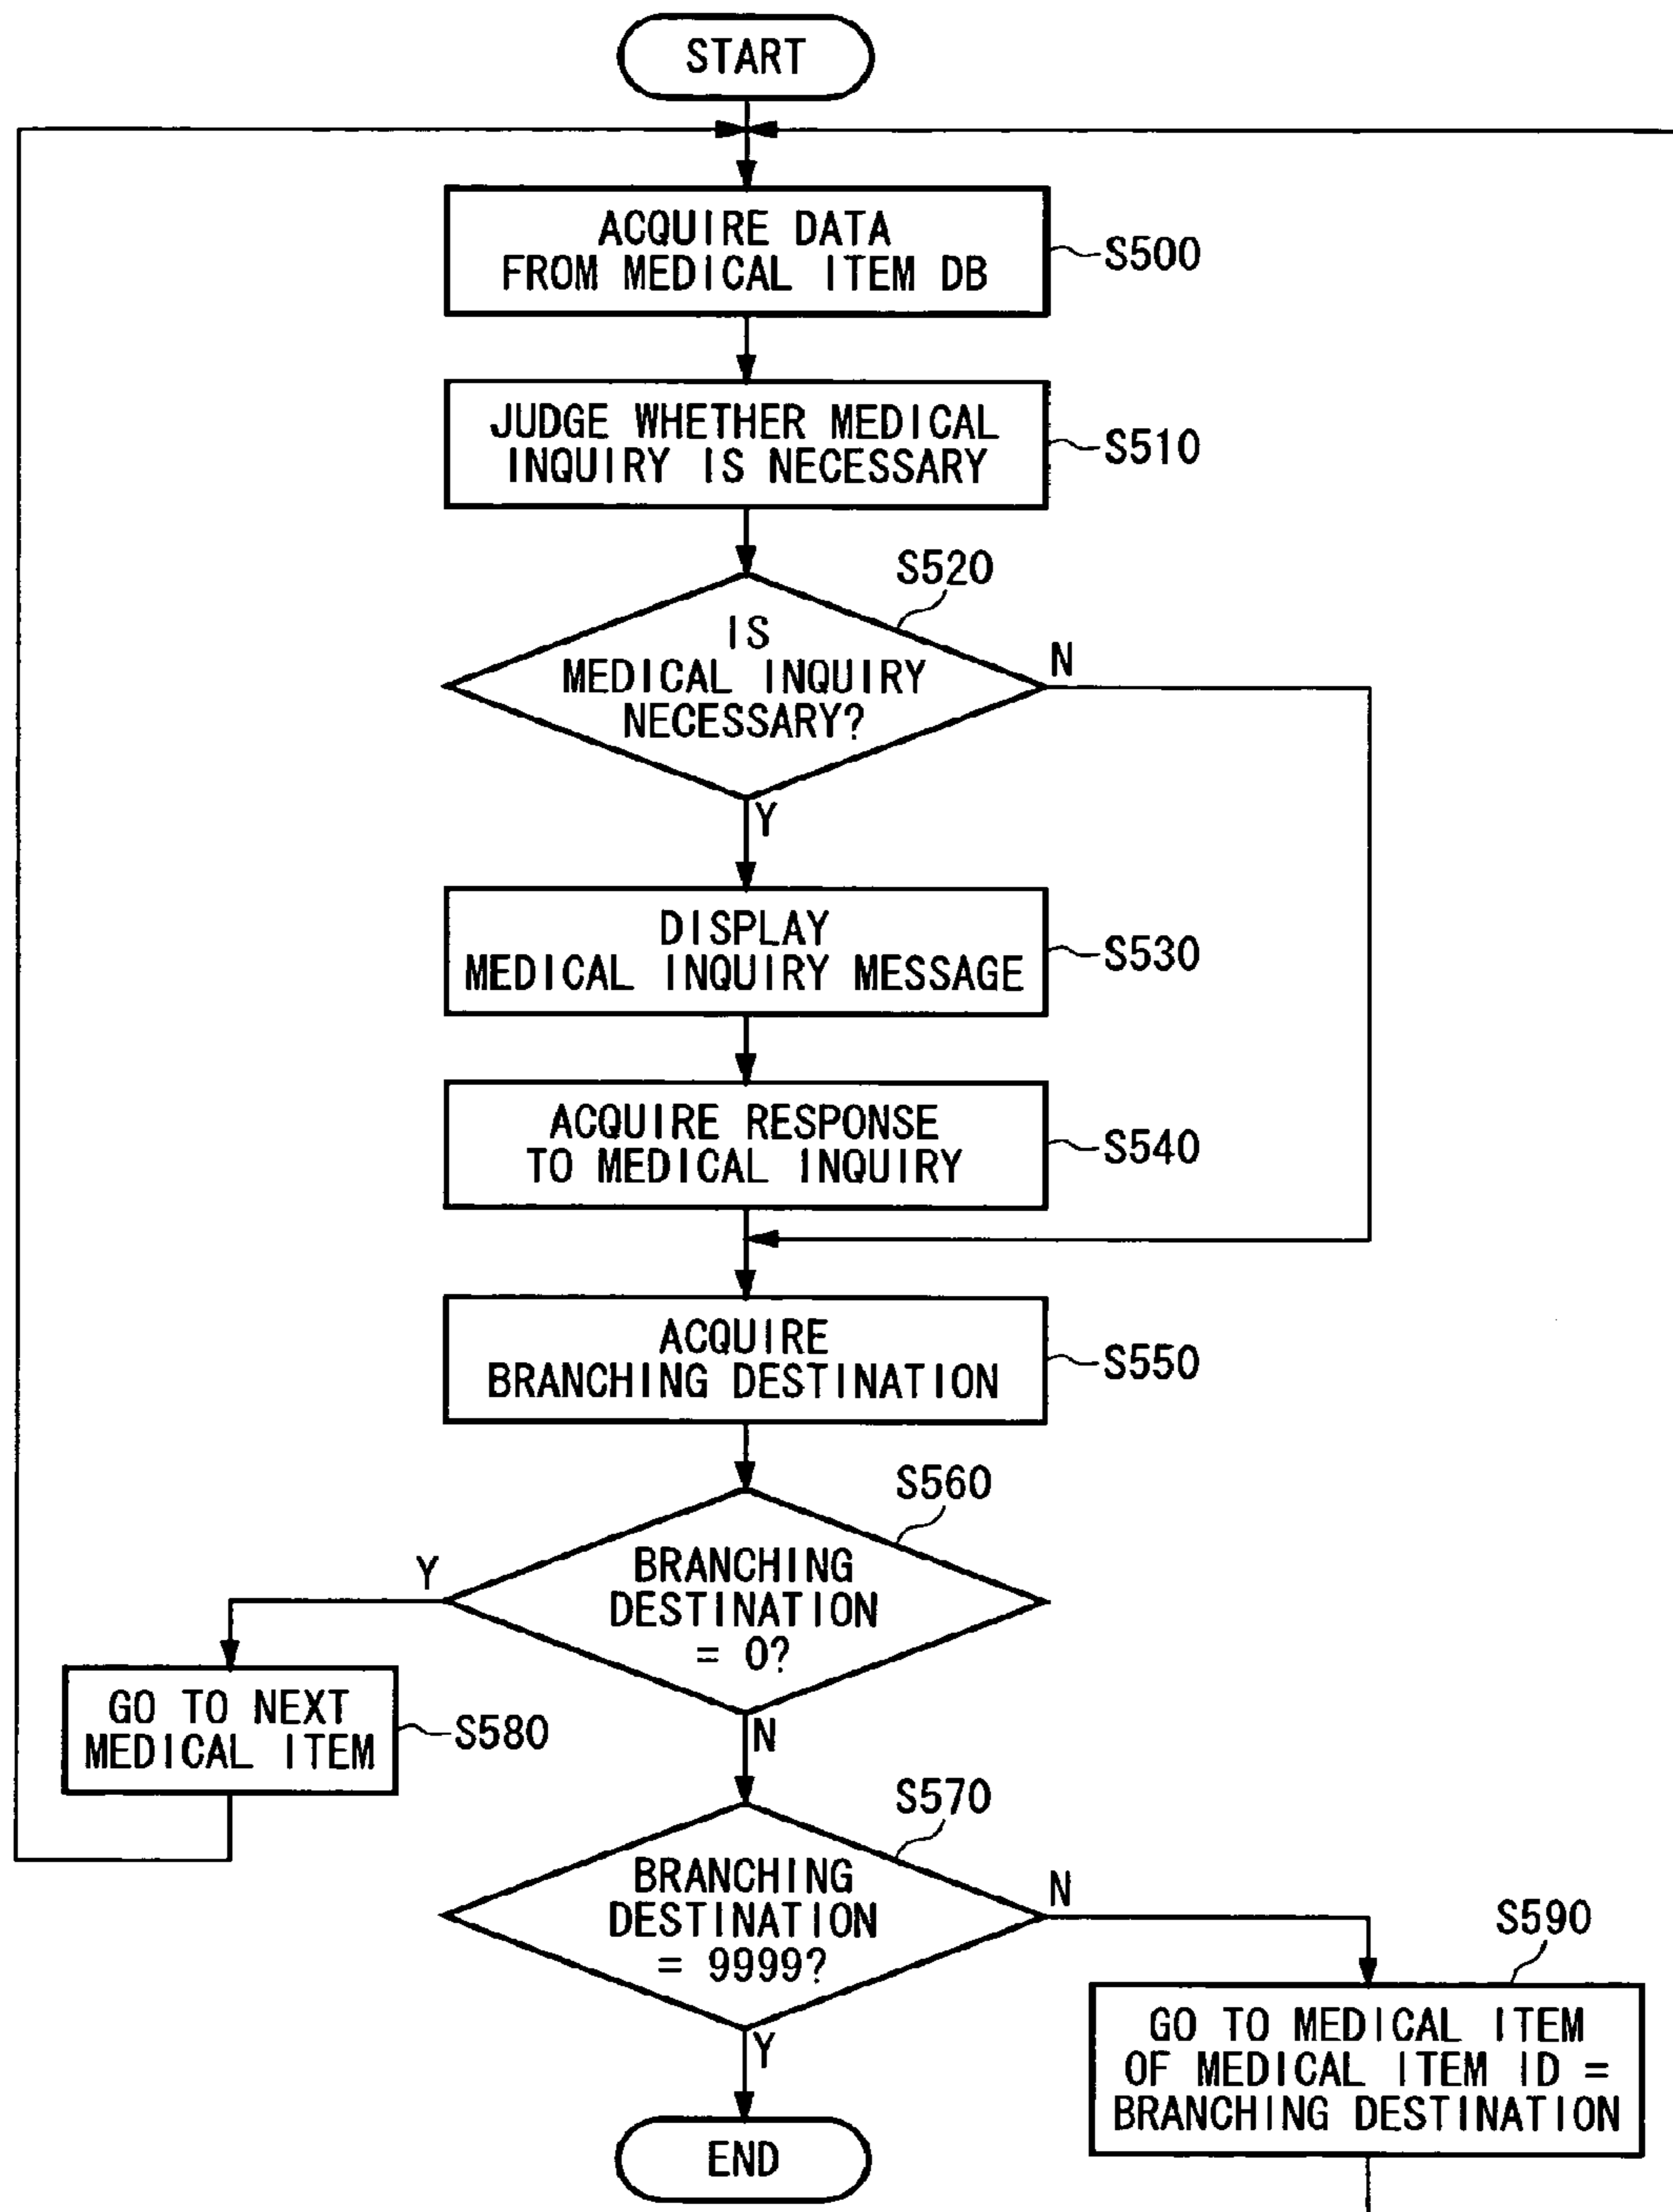 START
ACQUIRE DATA
FROM MEDICAL ITEM DB
S500
JUDGE WHETHER MEDICAL
INQUIRY IS NECESSARY
S510
S520
IS
MEDICAL INQUIRY
NECESSARY?
N
Y
DISPLAY
MEDICAL INQUIRY MESSAGE
S530
ACQUIRE RESPONSE
TO MEDICAL INQUIRY
S540
ACQUIRE
BRANCHING DESTINATION
S550
S560
BRANCHING
DESTINATION
= 0?
Y
N
GO TO NEXT
MEDICAL ITEM
S580
S570
BRANCHING
DESTINATION
= 9999?
N
Y
S590
GO TO MEDICAL ITEM
OF MEDICAL ITEM ID =
BRANCHING DESTINATION
END